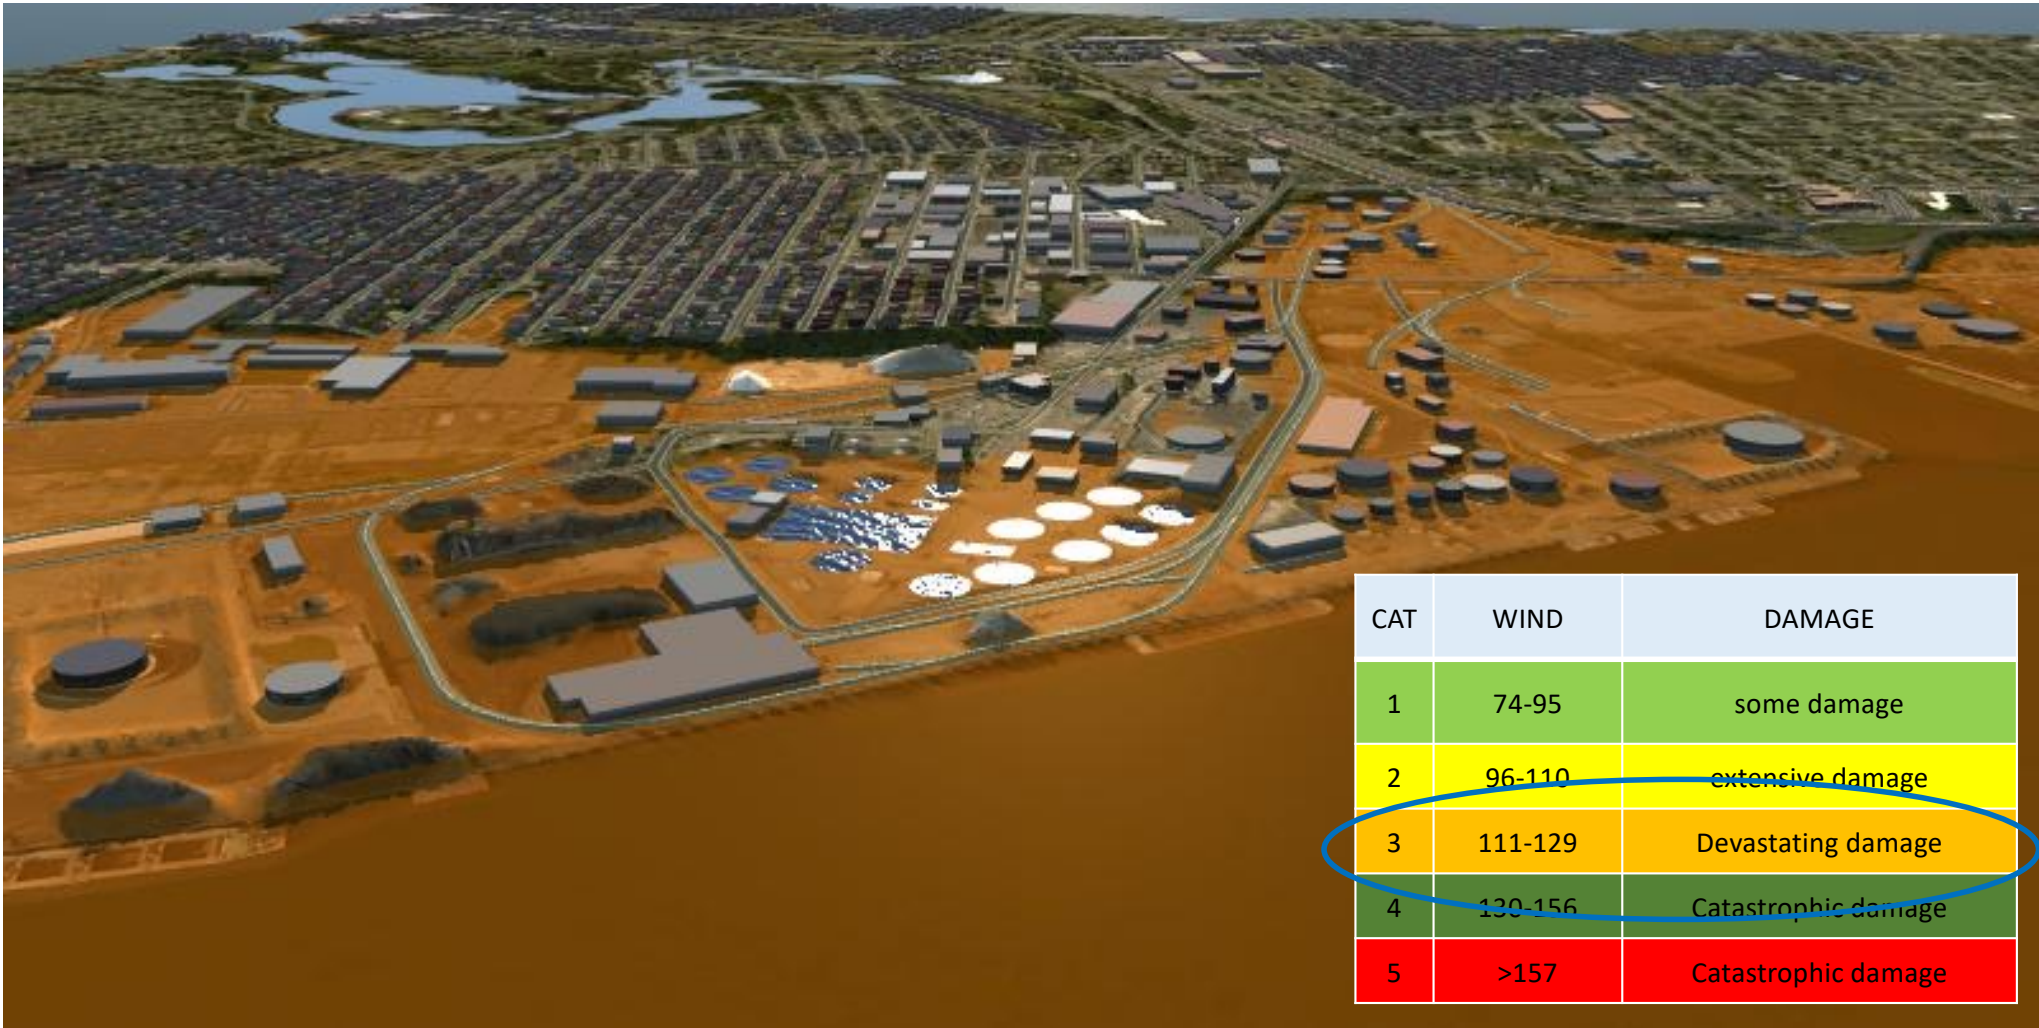 CAT WIND DAMAGE
1 74-95 some damage
2 96-110 extensive damage
3 111-129 Devastating damage
4 130-156 Catastrophic damage
5 >157 Catastrophic damage